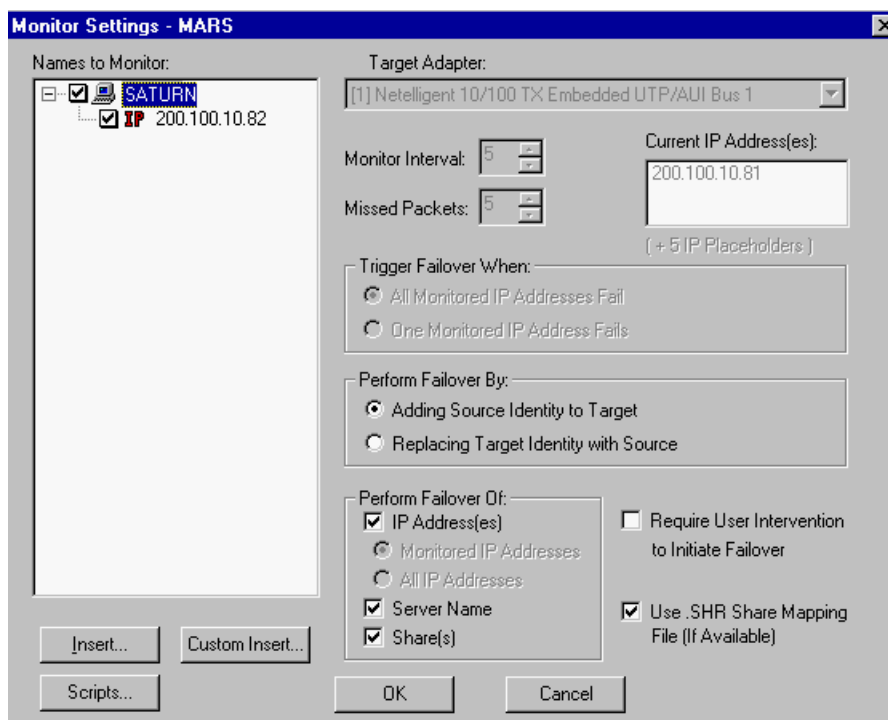 Monitor Settings - MARS
Names to Monitor:
SATURN
IP 200.100.10.82
Target Adapter:
[1] Netelligent 10/100 TX Embedded UTP/AUI Bus 1
Monitor Interval: 5
Missed Packets: 5
Current IP Address(es):
200.100.10.81
( + 5 IP Placeholders )
Trigger Failover When:
All Monitored IP Addresses Fail
One Monitored IP Address Fails
Perform Failover By:
Adding Source Identity to Target
Replacing Target Identity with Source
Perform Failover Of:
IP Address(es)
Monitored IP Addresses
All IP Addresses
Server Name
Share(s)
Require User Intervention
to Initiate Failover
Use .SHR Share Mapping
File (If Available)
Insert...
Custom Insert...
Scripts...
OK
Cancel